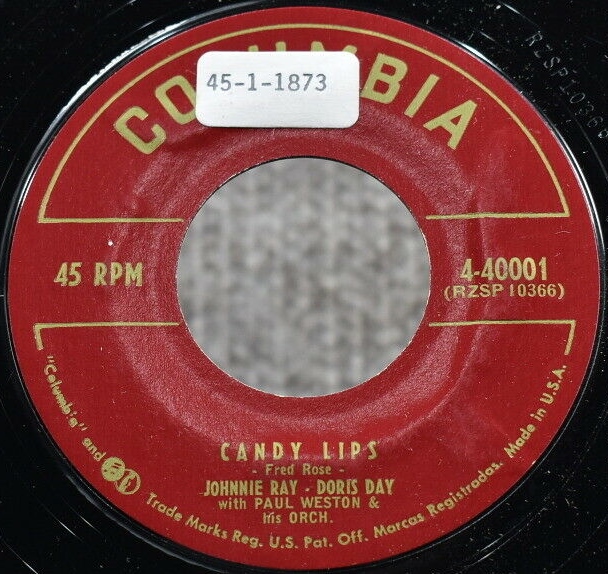 COLUMBIA
45-1-1873
RZSP10366
45 RPM
4-40001
(RZSP 10366)
CANDY LIPS
- Fred Rose -
JOHNNIE RAY - DORIS DAY
with PAUL WESTON &
his ORCH.
"Columbia" and Trade Marks Reg. U.S. Pat. Off. Marcas Registradas. Made in U.S.A.